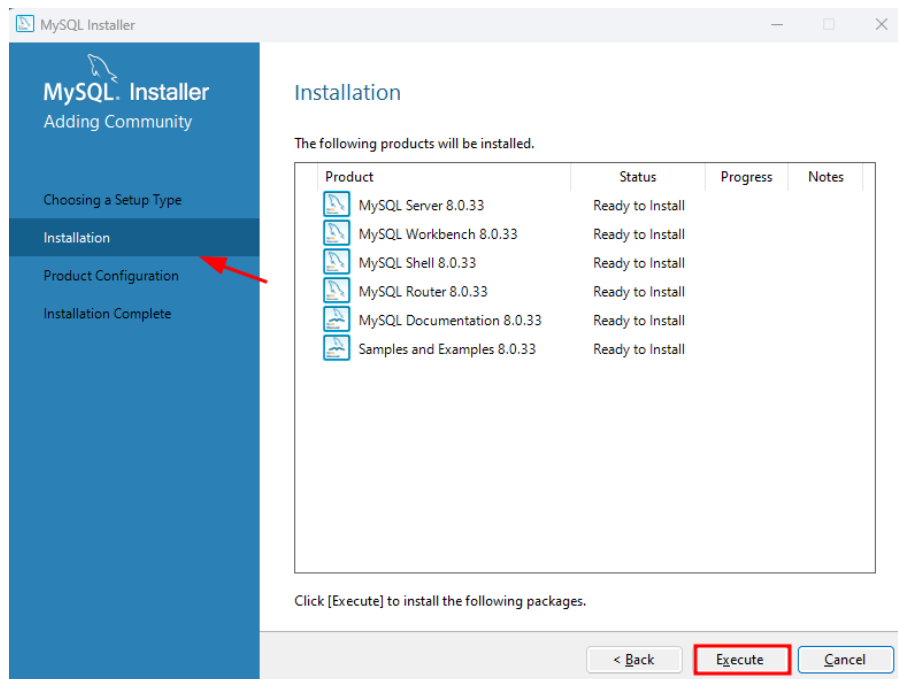 MySQL Installer
MySQL. Installer
Adding Community
Choosing a Setup Type
Installation
Product Configuration
Installation Complete
Installation
The following products will be installed.
Product Status Progress Notes
MySQL Server 8.0.33 Ready to Install
MySQL Workbench 8.0.33 Ready to Install
MySQL Shell 8.0.33 Ready to Install
MySQL Router 8.0.33 Ready to Install
MySQL Documentation 8.0.33 Ready to Install
Samples and Examples 8.0.33 Ready to Install
Click [Execute] to install the following packages.
< Back Execute Cancel